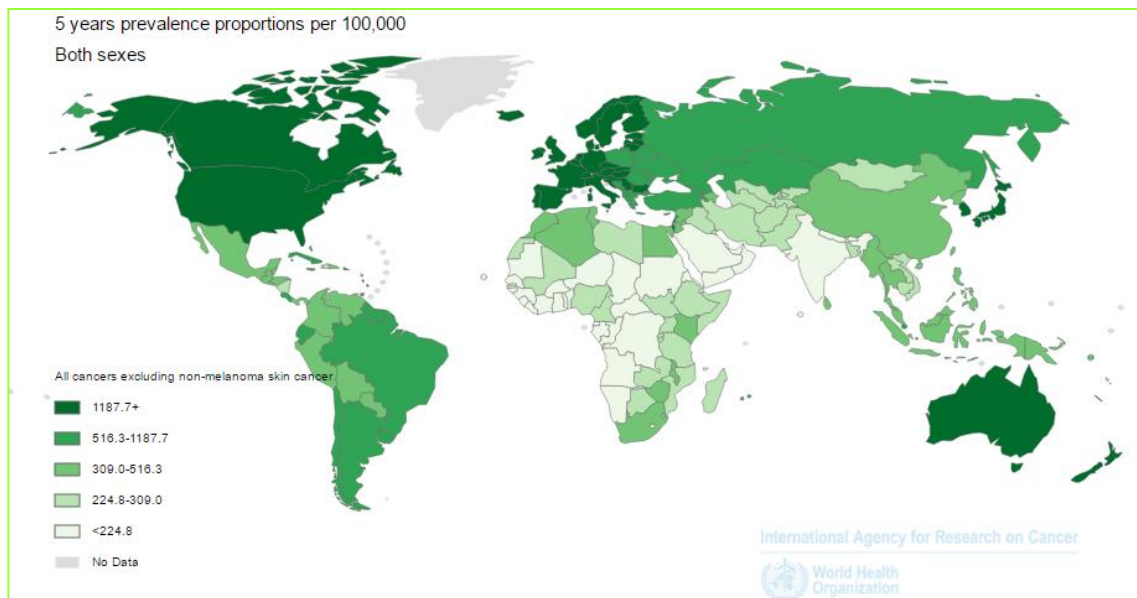 5 years prevalence proportions per 100,000
Both sexes
All cancers excluding non-melanoma skin cancer
1187.7+
516.3-1187.7
309.0-516.3
224.8-309.0
<224.8
No Data
International Agency for Research on Cancer
World Health
Organization